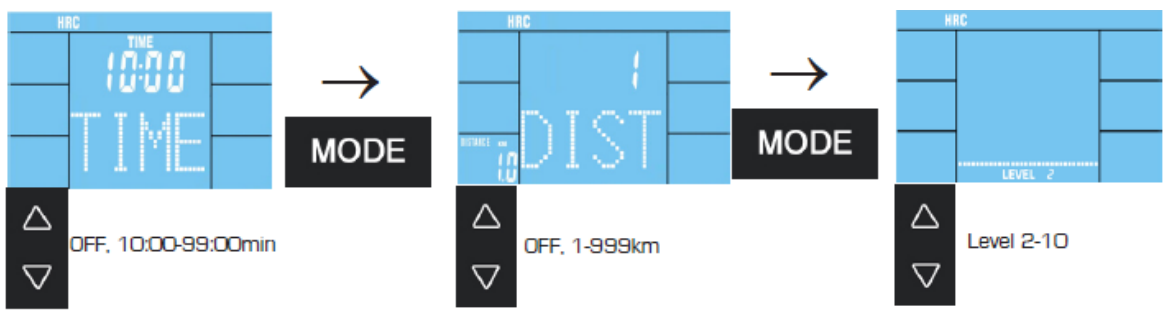 HRC
TIME
10:00
TIME
OFF, 10:00-99:00min
MODE
HRC
1
DIST
DISTANCE KM
1.0
OFF, 1-999km
MODE
HRC
LEVEL 2
Level 2-10